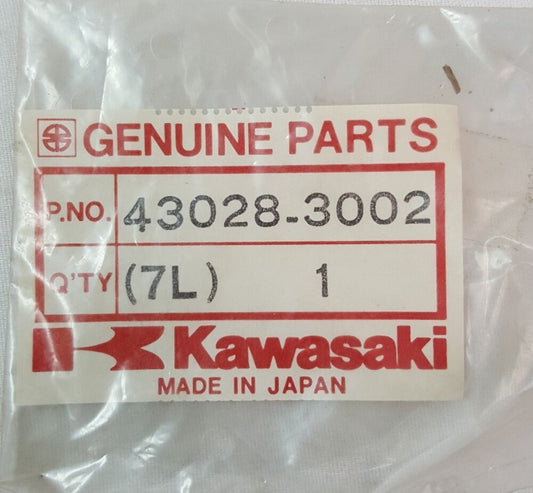 GENUINE PARTS
P.NO. 43028-3002
Q'TY (7L) 1
Kawasaki
MADE IN JAPAN